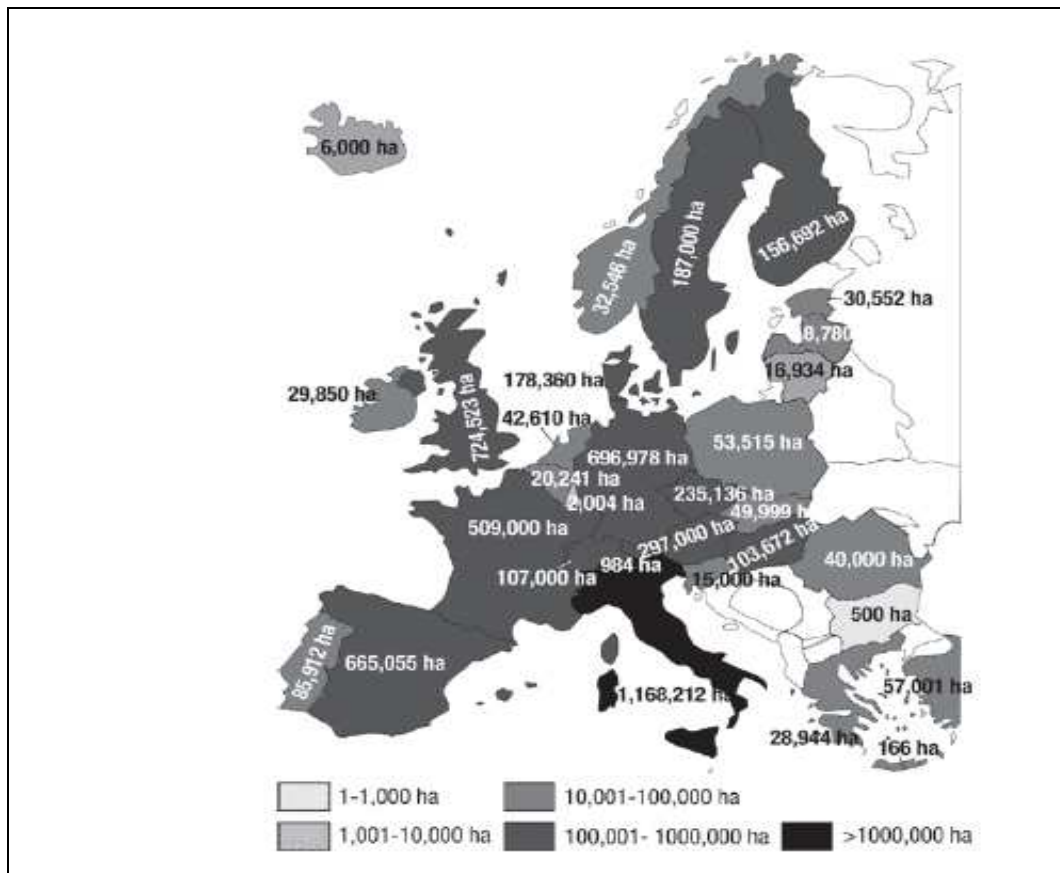 6,000 ha
187,000 ha
156,692 ha
32,546 ha
30,552 ha
8,780
16,934 ha
178,360 ha
29,850 ha
42,610 ha
724,523 ha
53,515 ha
696,978 ha
20,241 ha
235,136 ha
2,004 ha
49,999 h
509,000 ha
297,000 ha
103,672 ha
984 ha
40,000 ha
107,000 ha
15,000 ha
500 ha
85,912 ha
665,055 ha
57,001 ha
1,168,212 ha
28,944 ha
166 ha
1-1,000 ha
10,001-100,000 ha
1,001-10,000 ha
100,001- 1000,000 ha
>1000,000 ha